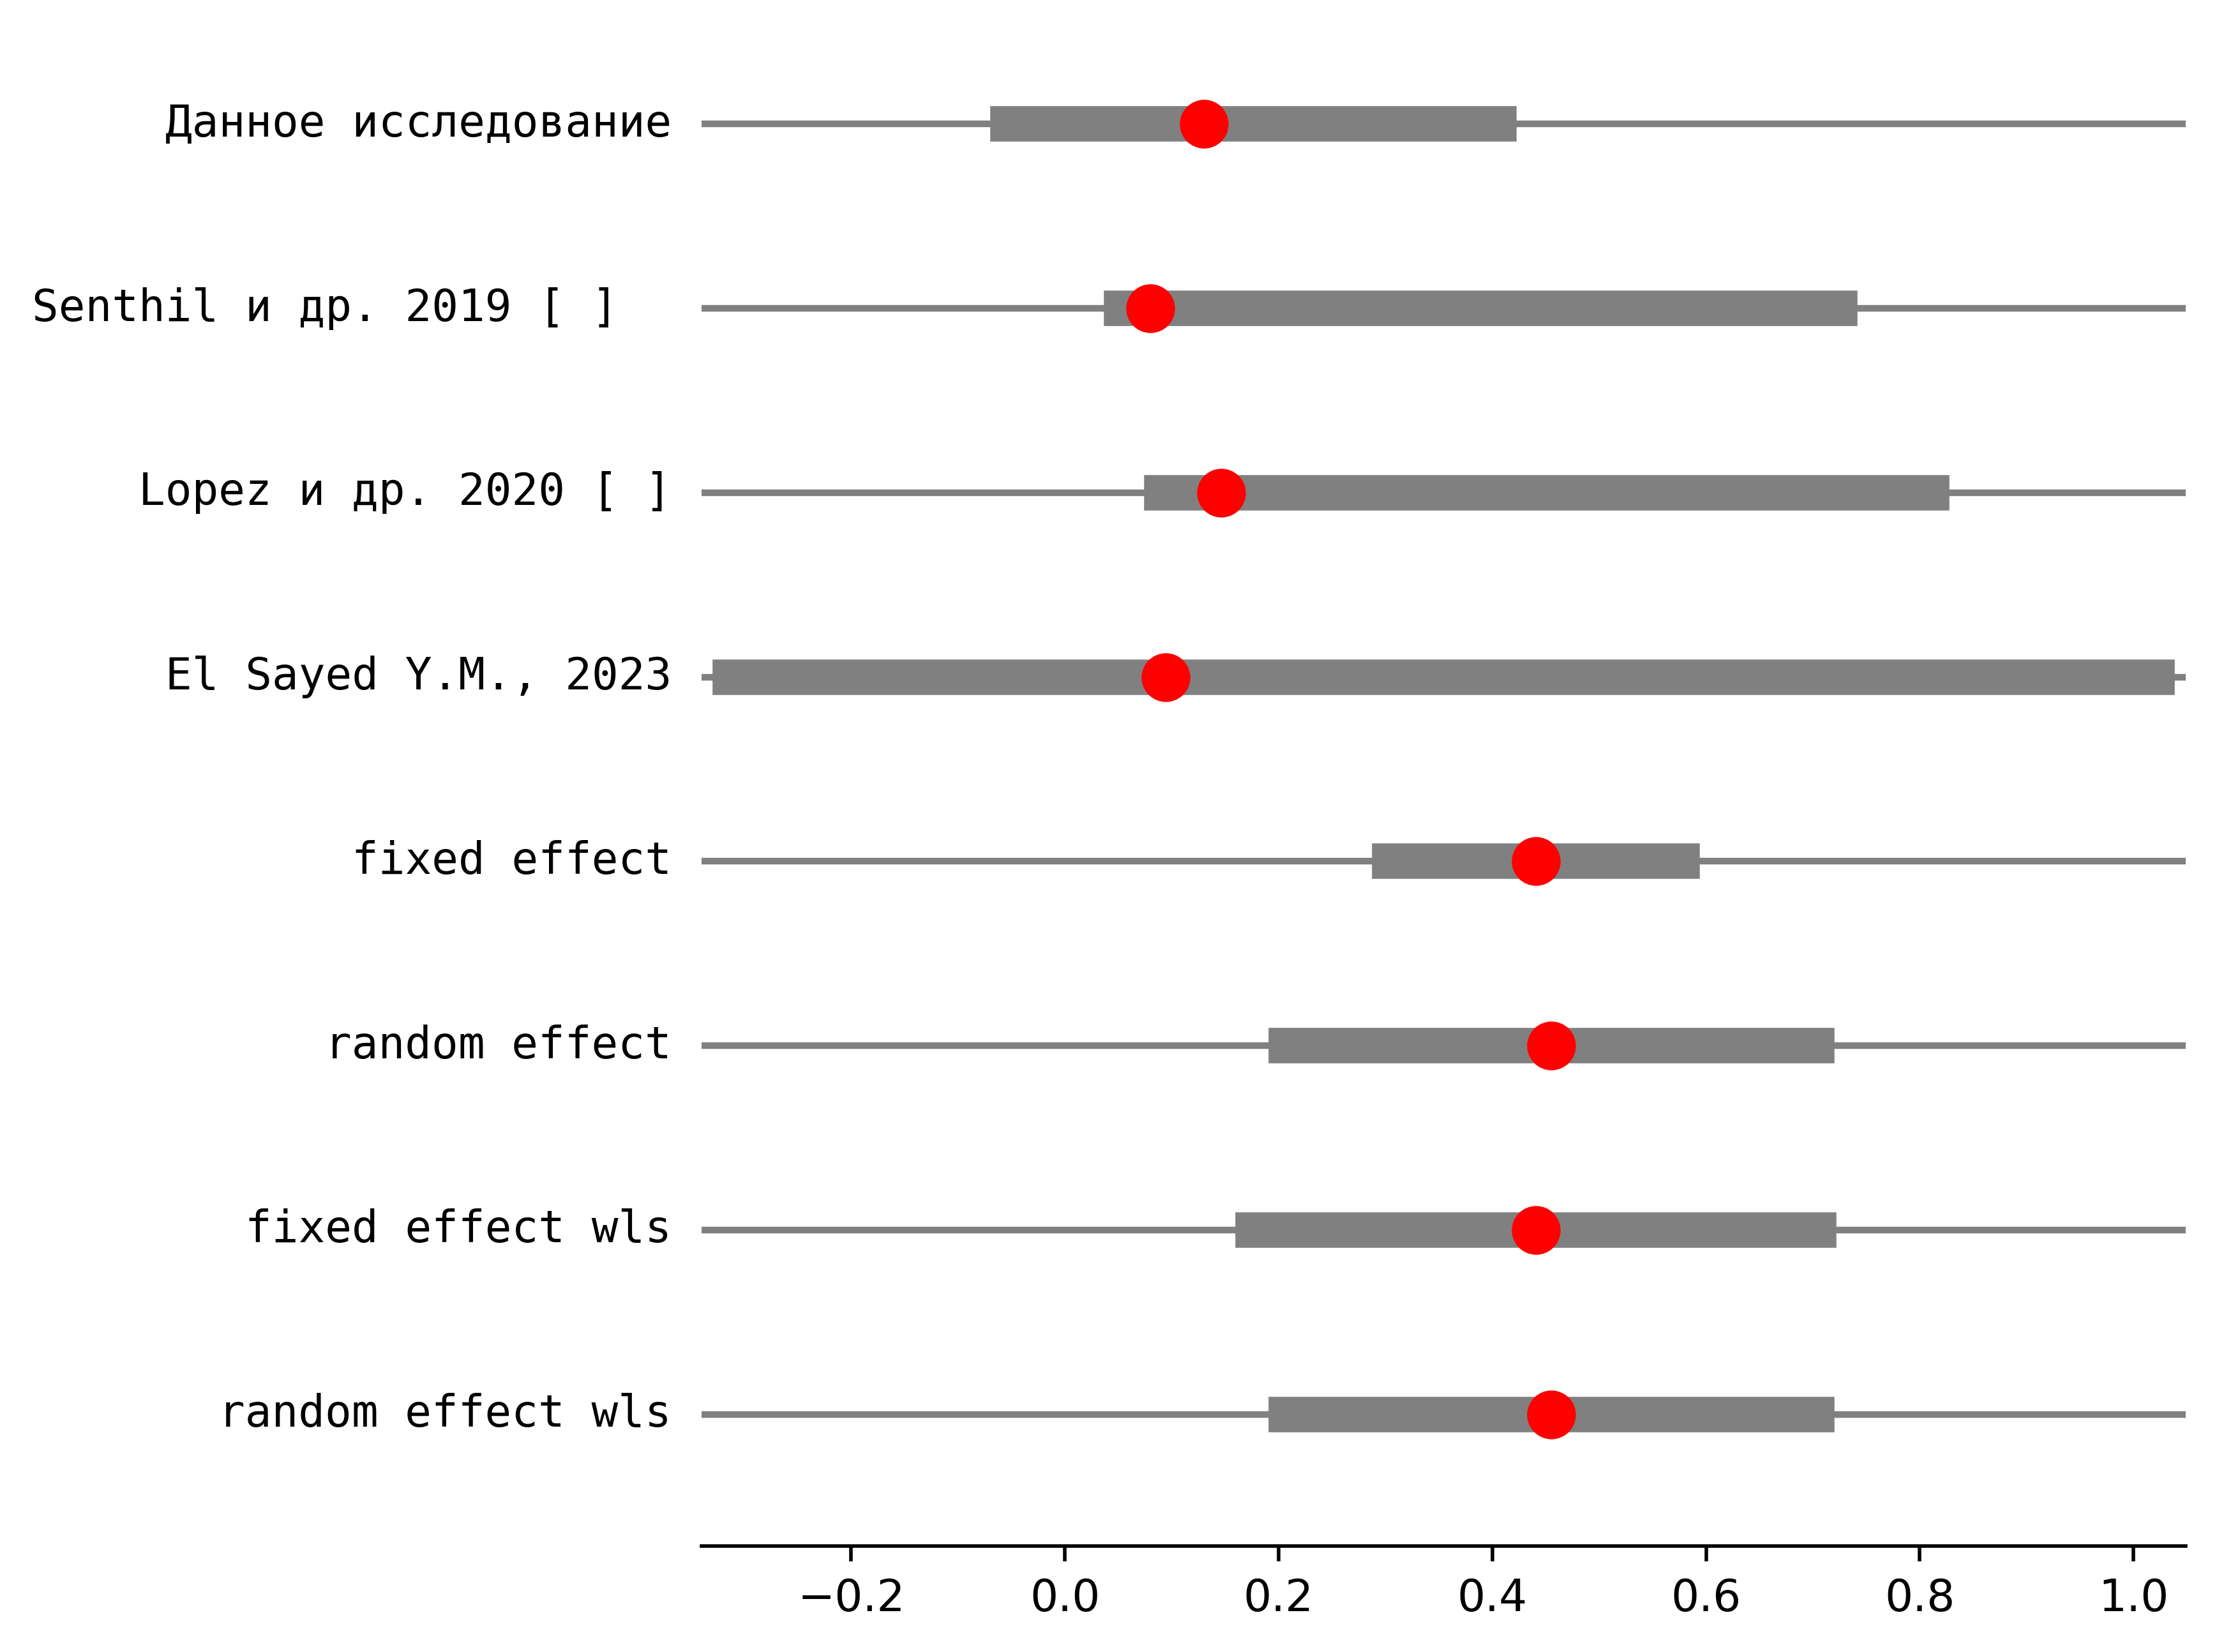 Данное исследование
Senthil и др. 2019 [ ]
Lopez и др. 2020 [ ]
El Sayed Y.M., 2023
fixed effect
random effect
fixed effect wls
random effect wls
−0.2 0.0 0.2 0.4 0.6 0.8 1.0